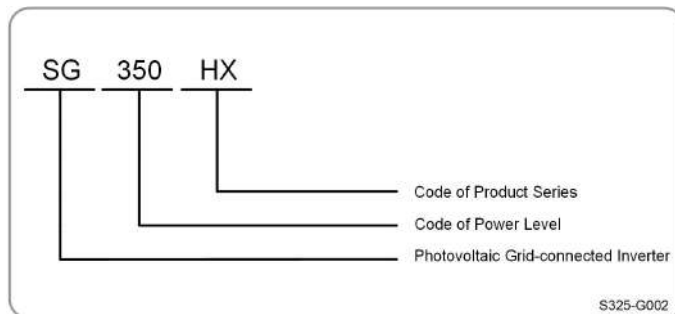 SG 350 HX
Code of Product Series
Code of Power Level
Photovoltaic Grid-connected Inverter
S325-G002